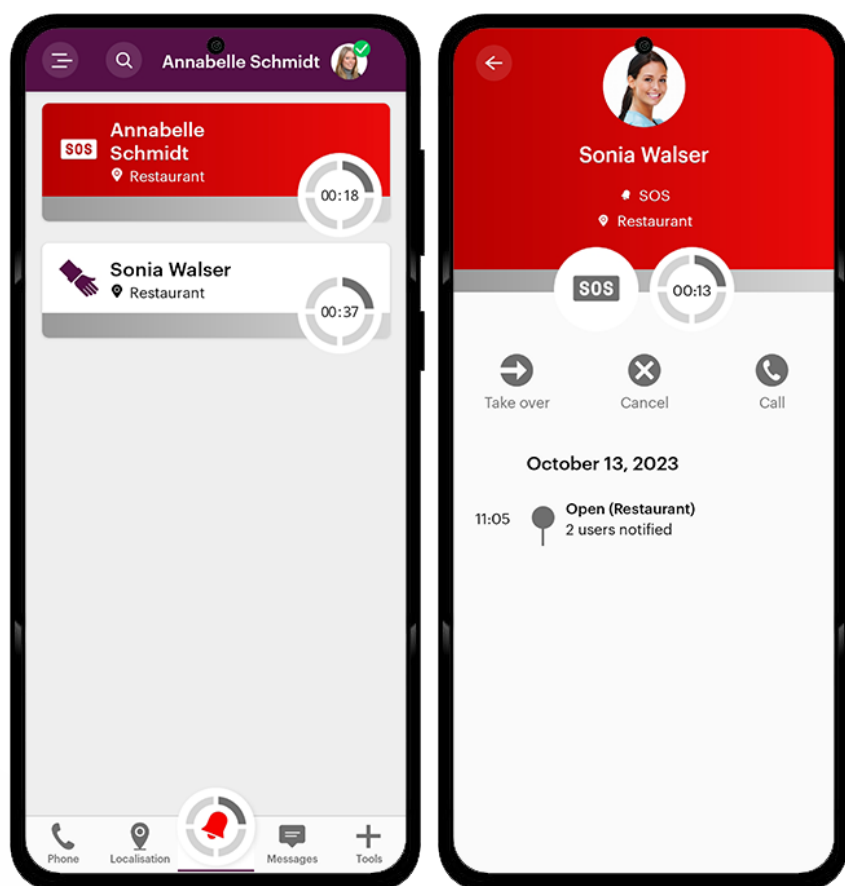 Annabelle Schmidt
SOS
Annabelle
Schmidt
Restaurant
00:18
Sonia Walser
Restaurant
00:37
Phone
Localisation
Messages
Tools
Sonia Walser
SOS
Restaurant
SOS
00:13
Take over
Cancel
Call
October 13, 2023
11:05
Open (Restaurant)
2 users notified